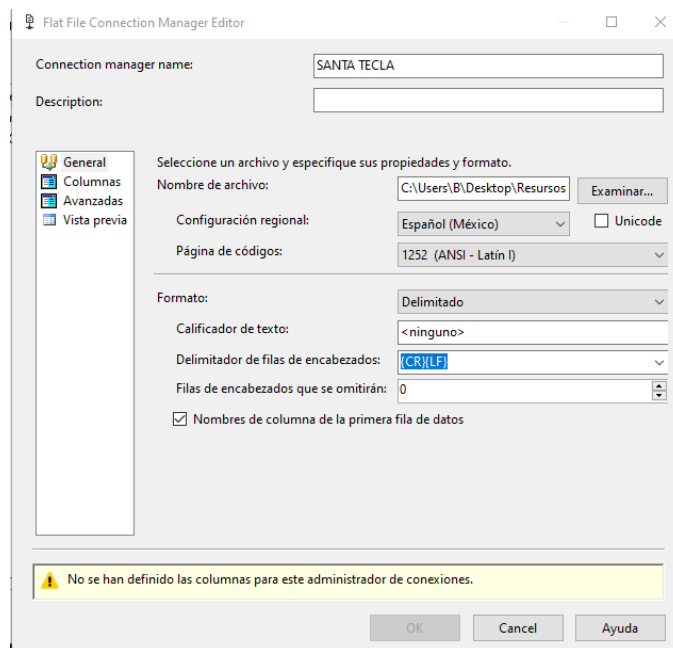 Flat File Connection Manager Editor
Connection manager name:
SANTA TECLA
Description:
General
Columnas
Avanzadas
Vista previa
Seleccione un archivo y especifique sus propiedades y formato.
Nombre de archivo:
C:\Users\B\Desktop\Resursos
Examinar...
Configuración regional:
Español (México)
Unicode
Página de códigos:
1252 (ANSI - Latín I)
Formato:
Delimitado
Calificador de texto:
<ninguno>
Delimitador de filas de encabezados:
{CR}{LF}
Filas de encabezados que se omitirán:
0
Nombres de columna de la primera fila de datos
No se han definido las columnas para este administrador de conexiones.
OK
Cancel
Ayuda